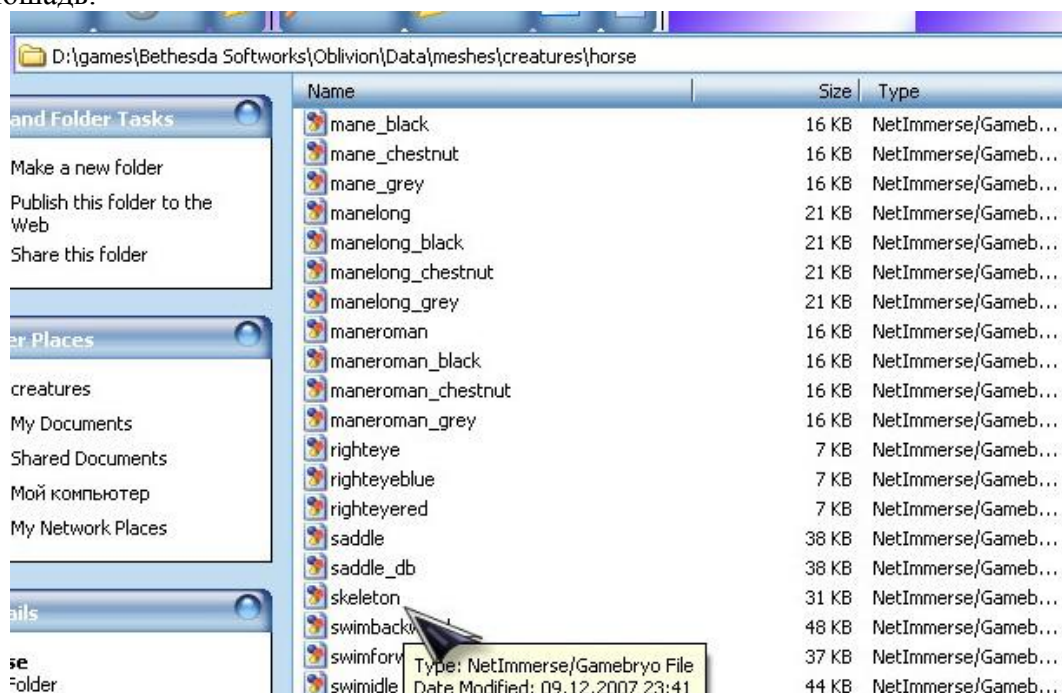 D:\games\Bethesda Softworks\Oblivion\Data\meshes\creatures\horse
and Folder Tasks
Make a new folder
Publish this folder to the
Web
Share this folder
er Places
creatures
My Documents
Shared Documents
Мой компьютер
My Network Places
ails
se
Folder
Name Size Type
mane_black 16 KB NetImmerse/Gameb...
mane_chestnut 16 KB NetImmerse/Gameb...
mane_grey 16 KB NetImmerse/Gameb...
manelong 21 KB NetImmerse/Gameb...
manelong_black 21 KB NetImmerse/Gameb...
manelong_chestnut 21 KB NetImmerse/Gameb...
manelong_grey 21 KB NetImmerse/Gameb...
maneroman 16 KB NetImmerse/Gameb...
maneroman_black 16 KB NetImmerse/Gameb...
maneroman_chestnut 16 KB NetImmerse/Gameb...
maneroman_grey 16 KB NetImmerse/Gameb...
righteye 7 KB NetImmerse/Gameb...
righteyeblue 7 KB NetImmerse/Gameb...
righteyered 7 KB NetImmerse/Gameb...
saddle 38 KB NetImmerse/Gameb...
saddle_db 38 KB NetImmerse/Gameb...
skeleton 31 KB NetImmerse/Gameb...
swimbackw 48 KB NetImmerse/Gameb...
swimforw 37 KB NetImmerse/Gameb...
swimidle 44 KB NetImmerse/Gameb...
Type: NetImmerse/Gamebryo File
Date Modified: 09.12.2007 23:41